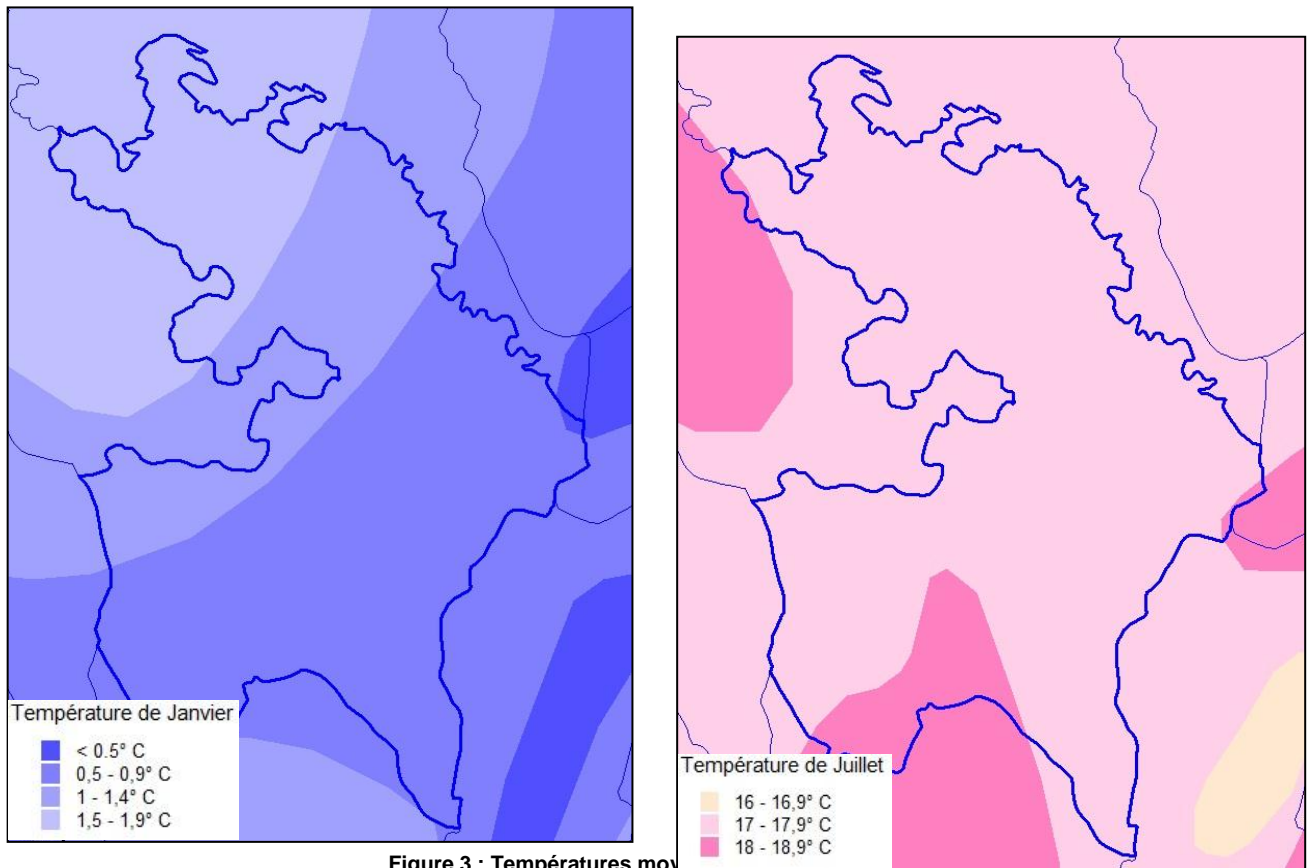 Température de Janvier
< 0.5° C
0,5 - 0,9° C
1 - 1,4° C
1,5 - 1,9° C
Température de Juillet
16 - 16,9° C
17 - 17,9° C
18 - 18,9° C
Figure 3 : Températures